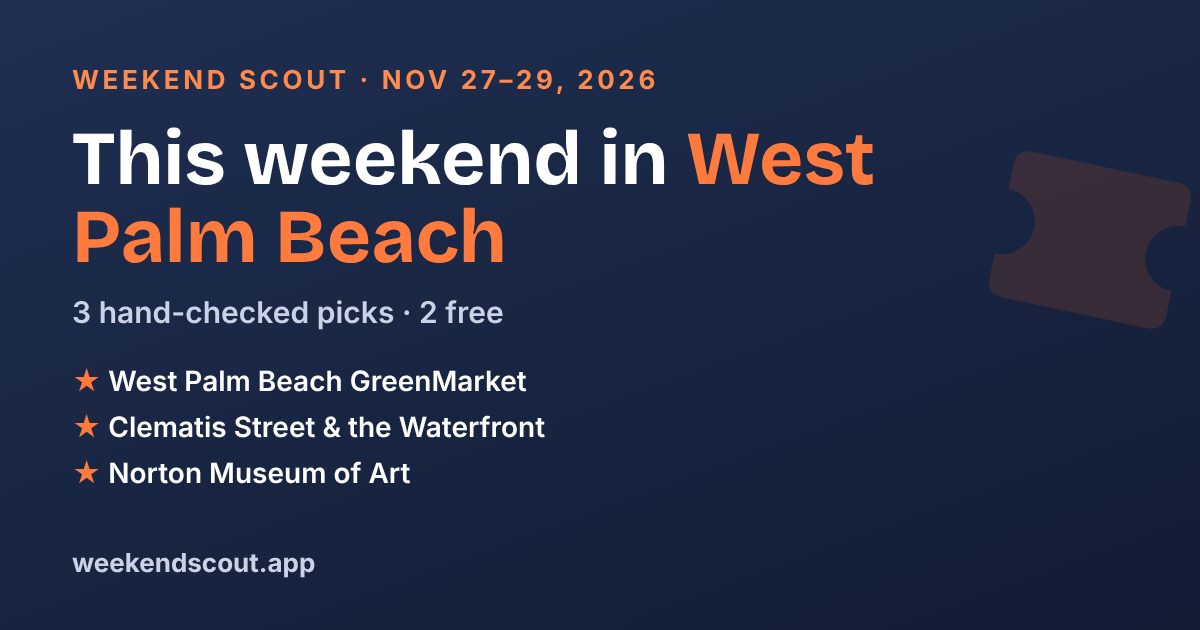 WEEKEND SCOUT · NOV 27–29, 2026
This weekend in West
Palm Beach
3 hand-checked picks · 2 free
★ West Palm Beach GreenMarket
★ Clematis Street & the Waterfront
★ Norton Museum of Art
weekendscout.app